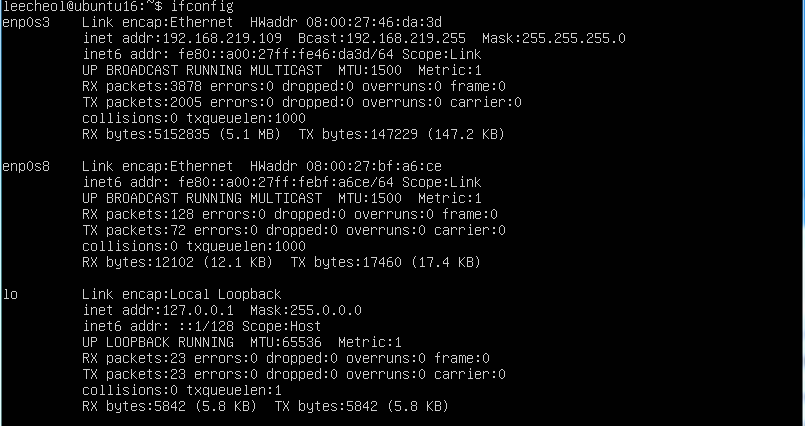 leecheol@ubuntu16:~$ ifconfig
enp0s3    Link encap:Ethernet  HWaddr 08:00:27:46:da:3d
          inet addr:192.168.219.109  Bcast:192.168.219.255  Mask:255.255.255.0
          inet6 addr: fe80::a00:27ff:fe46:da3d/64 Scope:Link
          UP BROADCAST RUNNING MULTICAST  MTU:1500  Metric:1
          RX packets:3878 errors:0 dropped:0 overruns:0 frame:0
          TX packets:2005 errors:0 dropped:0 overruns:0 carrier:0
          collisions:0 txqueuelen:1000
          RX bytes:5152835 (5.1 MB)  TX bytes:147229 (147.2 KB)
enp0s8    Link encap:Ethernet  HWaddr 08:00:27:bf:a6:ce
          inet6 addr: fe80::a00:27ff:febf:a6ce/64 Scope:Link
          UP BROADCAST RUNNING MULTICAST  MTU:1500  Metric:1
          RX packets:128 errors:0 dropped:0 overruns:0 frame:0
          TX packets:72 errors:0 dropped:0 overruns:0 carrier:0
          collisions:0 txqueuelen:1000
          RX bytes:12102 (12.1 KB)  TX bytes:17460 (17.4 KB)
lo        Link encap:Local Loopback
          inet addr:127.0.0.1  Mask:255.0.0.0
          inet6 addr: ::1/128 Scope:Host
          UP LOOPBACK RUNNING  MTU:65536  Metric:1
          RX packets:23 errors:0 dropped:0 overruns:0 frame:0
          TX packets:23 errors:0 dropped:0 overruns:0 carrier:0
          collisions:0 txqueuelen:1
          RX bytes:5842 (5.8 KB)  TX bytes:5842 (5.8 KB)